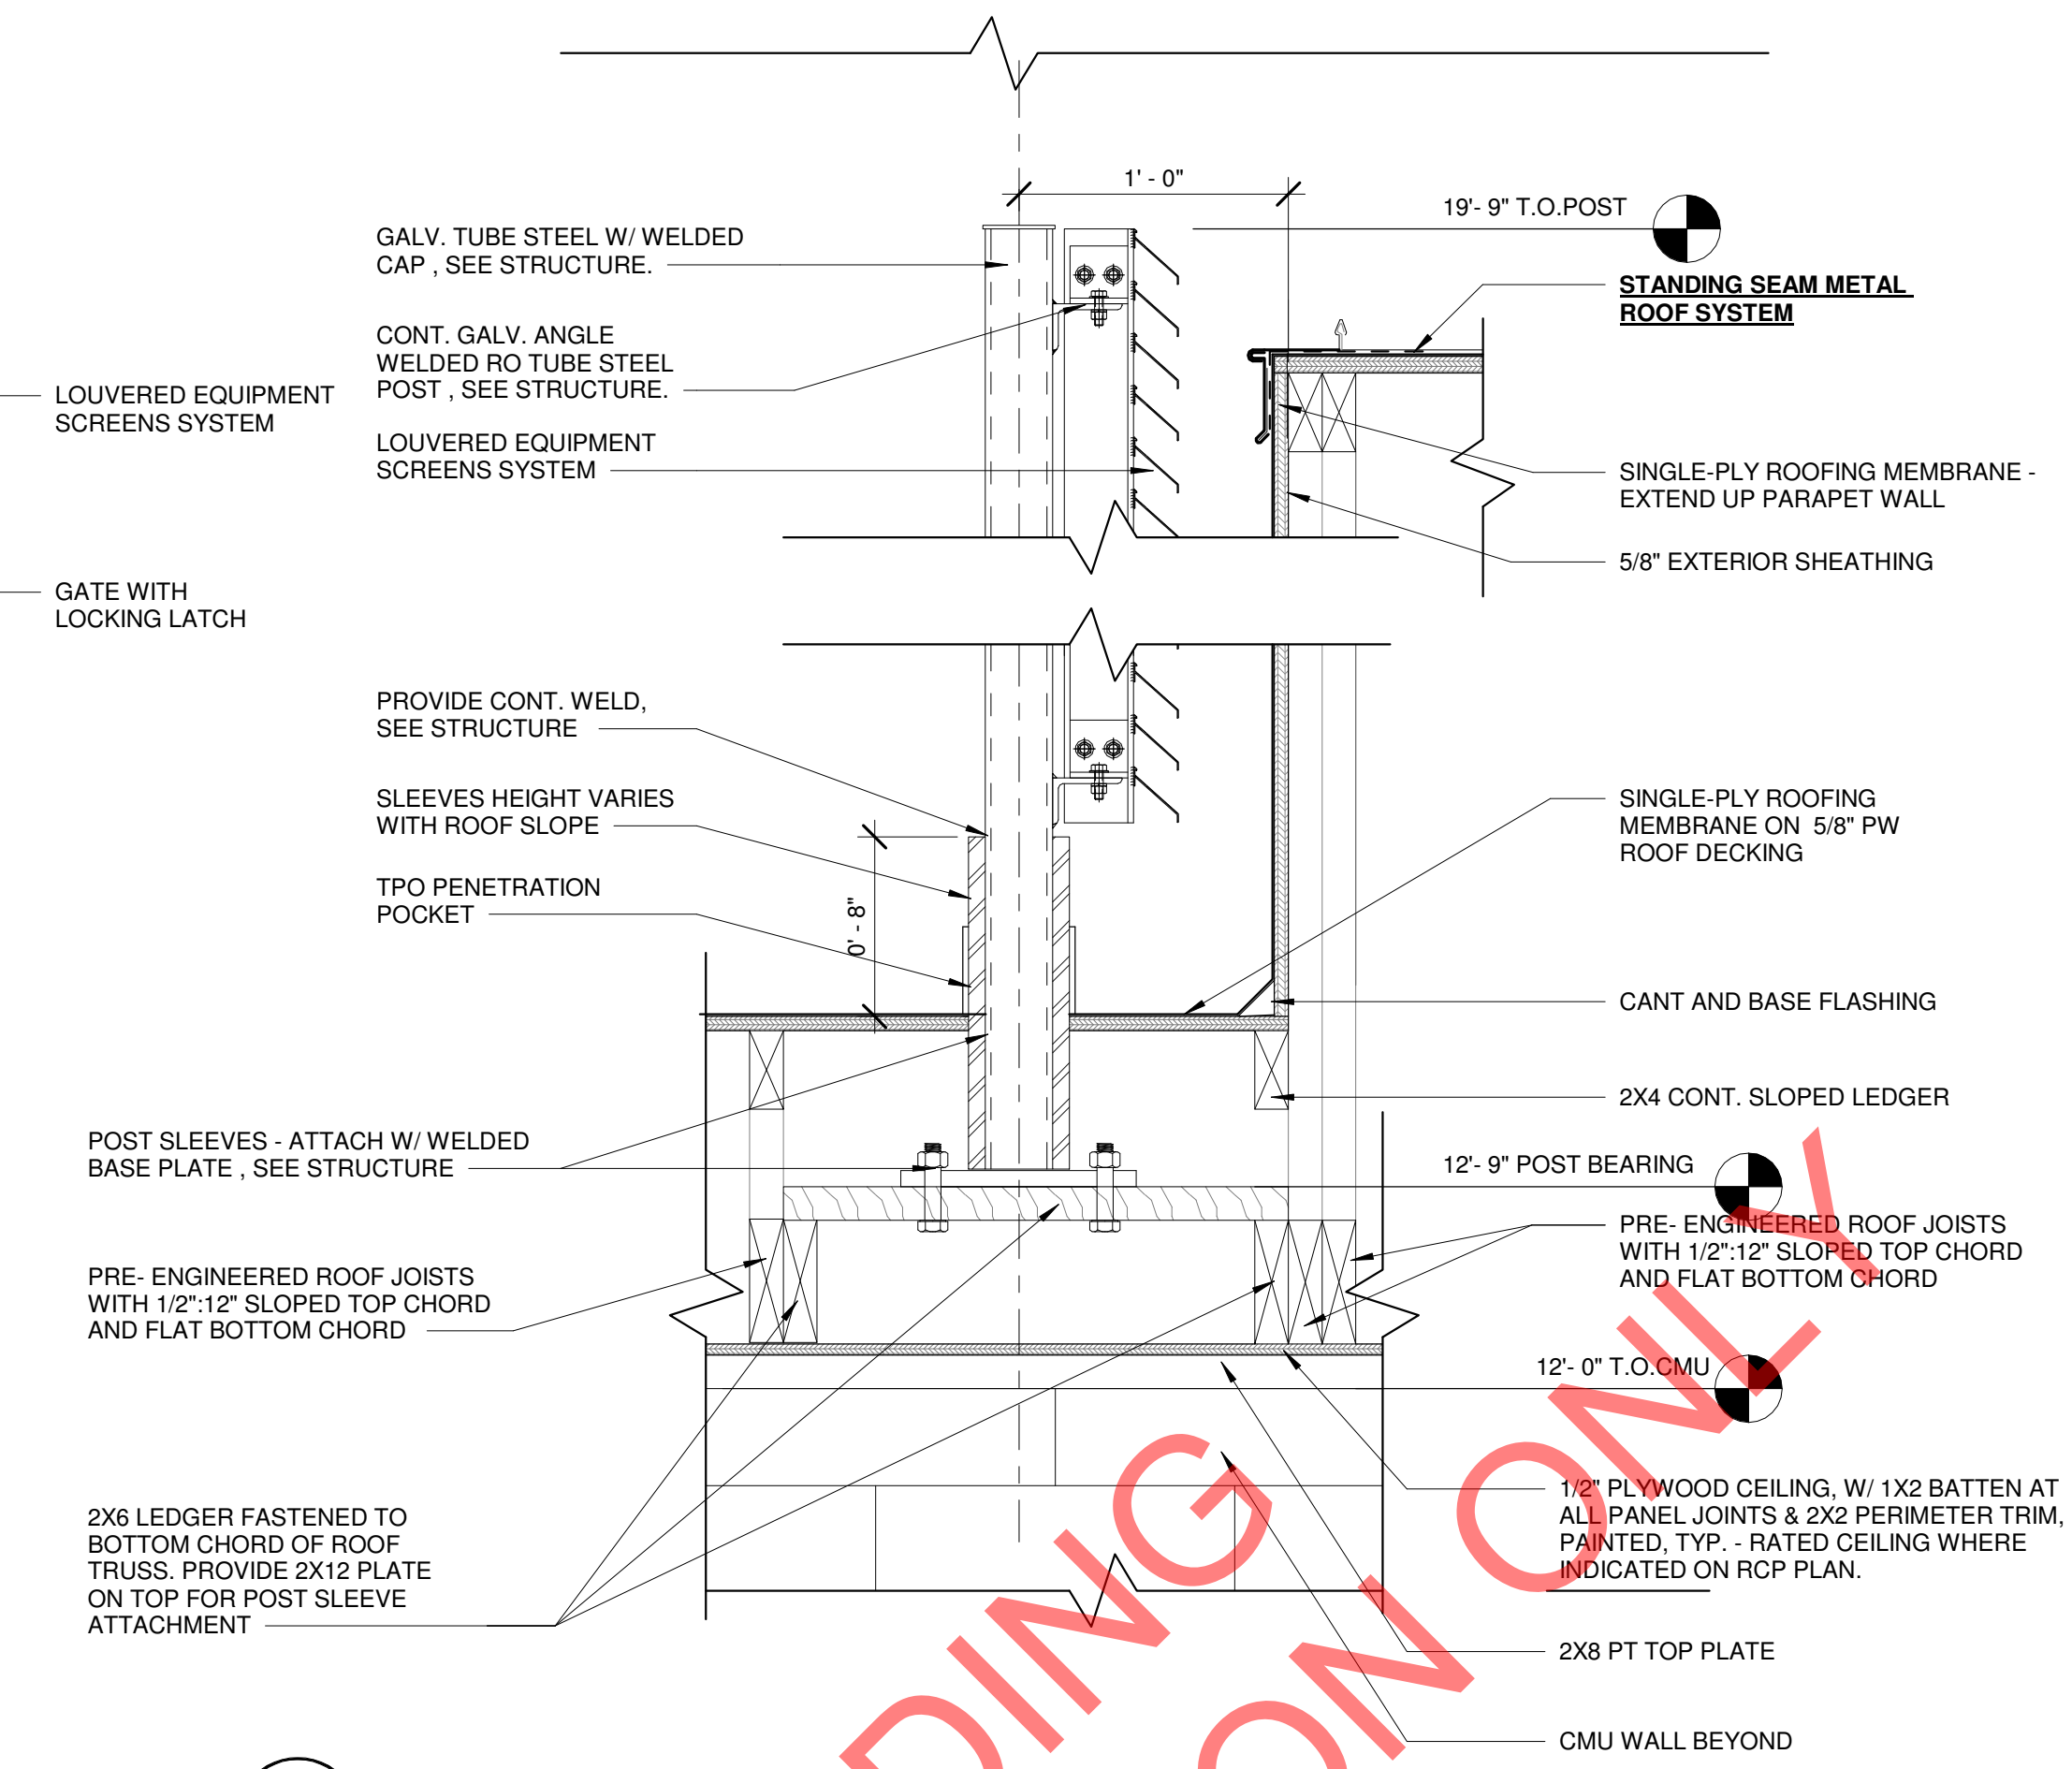 1' - 0"
19'- 9" T.O.POST
GALV. TUBE STEEL W/ WELDED
CAP , SEE STRUCTURE.
STANDING SEAM METAL
ROOF SYSTEM
CONT. GALV. ANGLE
WELDED RO TUBE STEEL
POST , SEE STRUCTURE.
LOUVERED EQUIPMENT
SCREENS SYSTEM
LOUVERED EQUIPMENT
SCREENS SYSTEM
SINGLE-PLY ROOFING MEMBRANE -
EXTEND UP PARAPET WALL
5/8" EXTERIOR SHEATHING
GATE WITH
LOCKING LATCH
PROVIDE CONT. WELD,
SEE STRUCTURE
SLEEVES HEIGHT VARIES
WITH ROOF SLOPE
SINGLE-PLY ROOFING
MEMBRANE ON 5/8" PW
ROOF DECKING
TPO PENETRATION
POCKET
0' - 8"
CANT AND BASE FLASHING
2X4 CONT. SLOPED LEDGER
POST SLEEVES - ATTACH W/ WELDED
BASE PLATE , SEE STRUCTURE
12'- 9" POST BEARING
PRE- ENGINEERED ROOF JOISTS
WITH 1/2":12" SLOPED TOP CHORD
AND FLAT BOTTOM CHORD
PRE- ENGINEERED ROOF JOISTS
WITH 1/2":12" SLOPED TOP CHORD
AND FLAT BOTTOM CHORD
12'- 0" T.O.CMU
1/2" PLYWOOD CEILING, W/ 1X2 BATTEN AT
ALL PANEL JOINTS & 2X2 PERIMETER TRIM,
PAINTED, TYP. - RATED CEILING WHERE
INDICATED ON RCP PLAN.
2X6 LEDGER FASTENED TO
BOTTOM CHORD OF ROOF
TRUSS. PROVIDE 2X12 PLATE
ON TOP FOR POST SLEEVE
ATTACHMENT
2X8 PT TOP PLATE
CMU WALL BEYOND
DING
ON ONLY